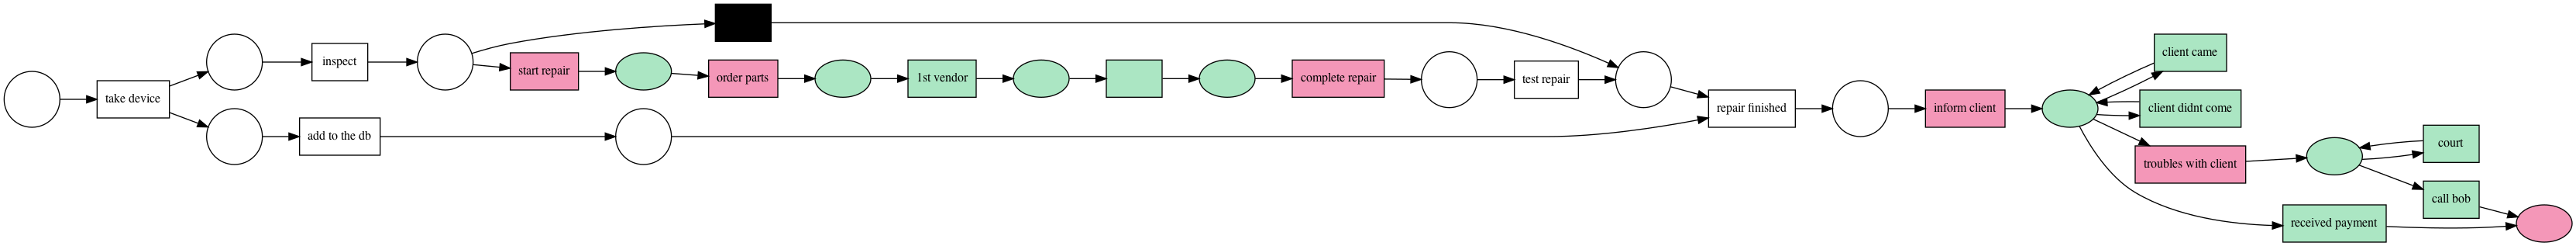 take device
inspect
add to the db
start repair
order parts
1st vendor
complete repair
test repair
repair finished
inform client
client came
client didnt come
troubles with client
received payment
court
call bob